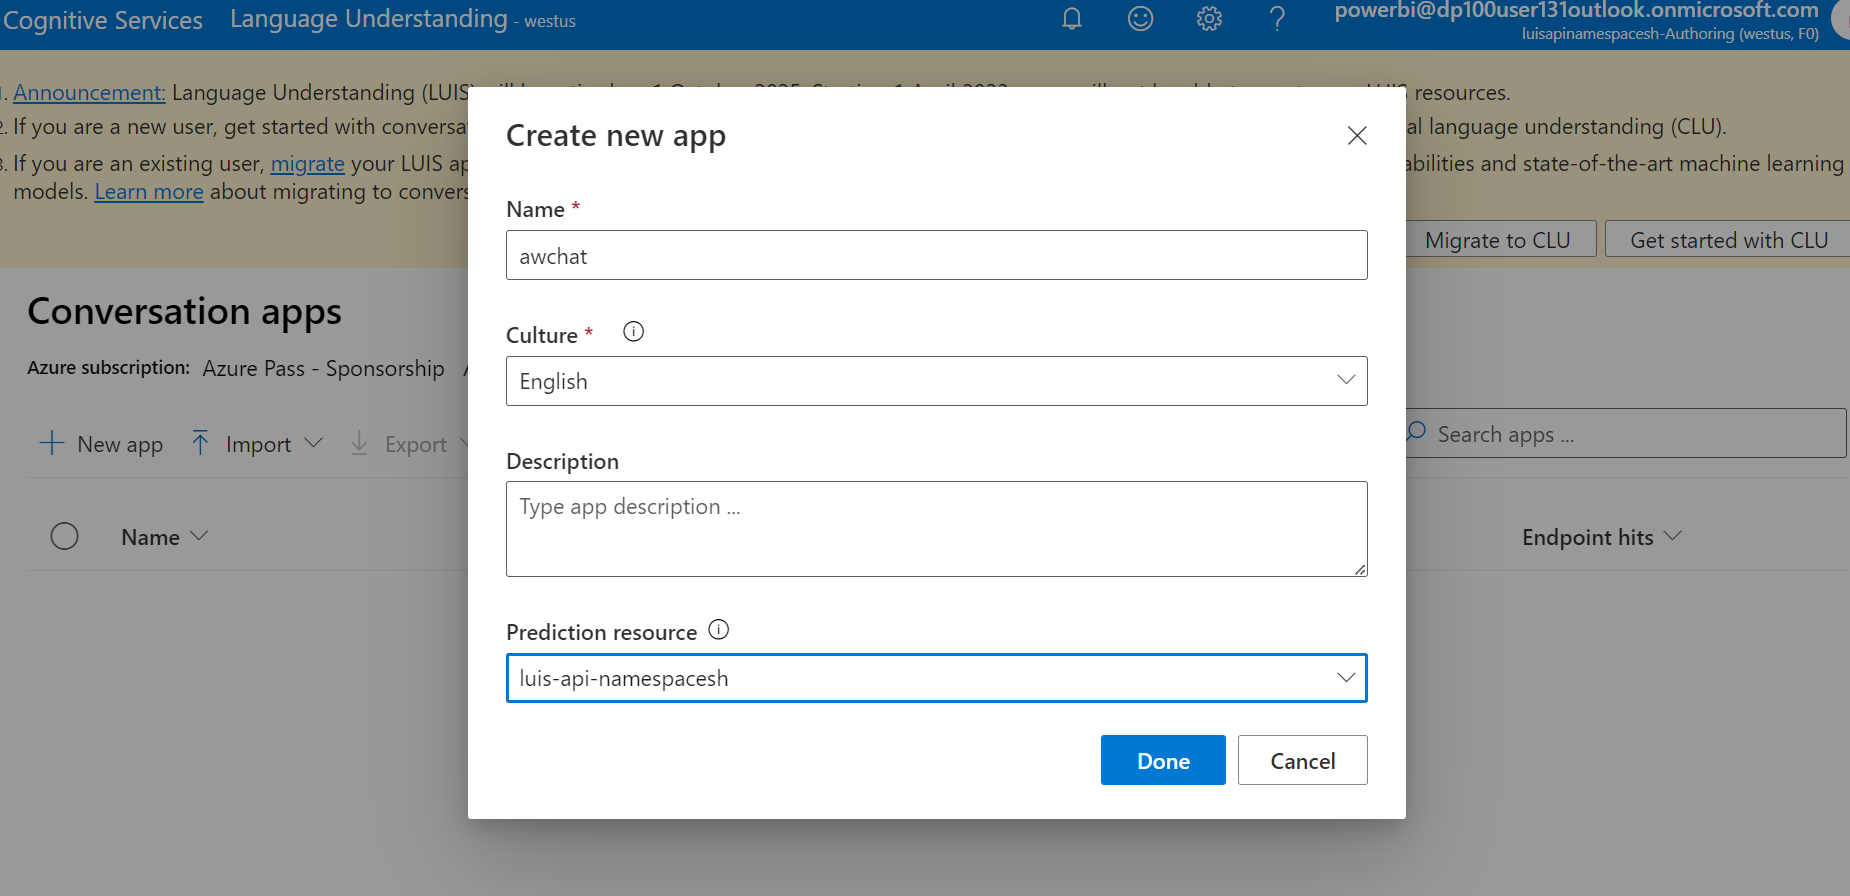 Cognitive Services Language Understanding - westus
powerbi@dp100user131outlook.onmicrosoft.com
luisapinamespacesh-Authoring (westus, F0)
. Announcement: Language Understanding (LUIS) resources.
2. If you are a new user, get started with conversa al language understanding (CLU).
3. If you are an existing user, migrate your LUIS ap abilities and state-of-the-art machine learning
models. Learn more about migrating to convers
Migrate to CLU
Get started with CLU
Conversation apps
Azure subscription: Azure Pass - Sponsorship
New app
Import
Export
Search apps ...
Name
Endpoint hits
Create new app
Name *
awchat
Culture *
English
Description
Type app description ...
Prediction resource
luis-api-namespacesh
Done
Cancel